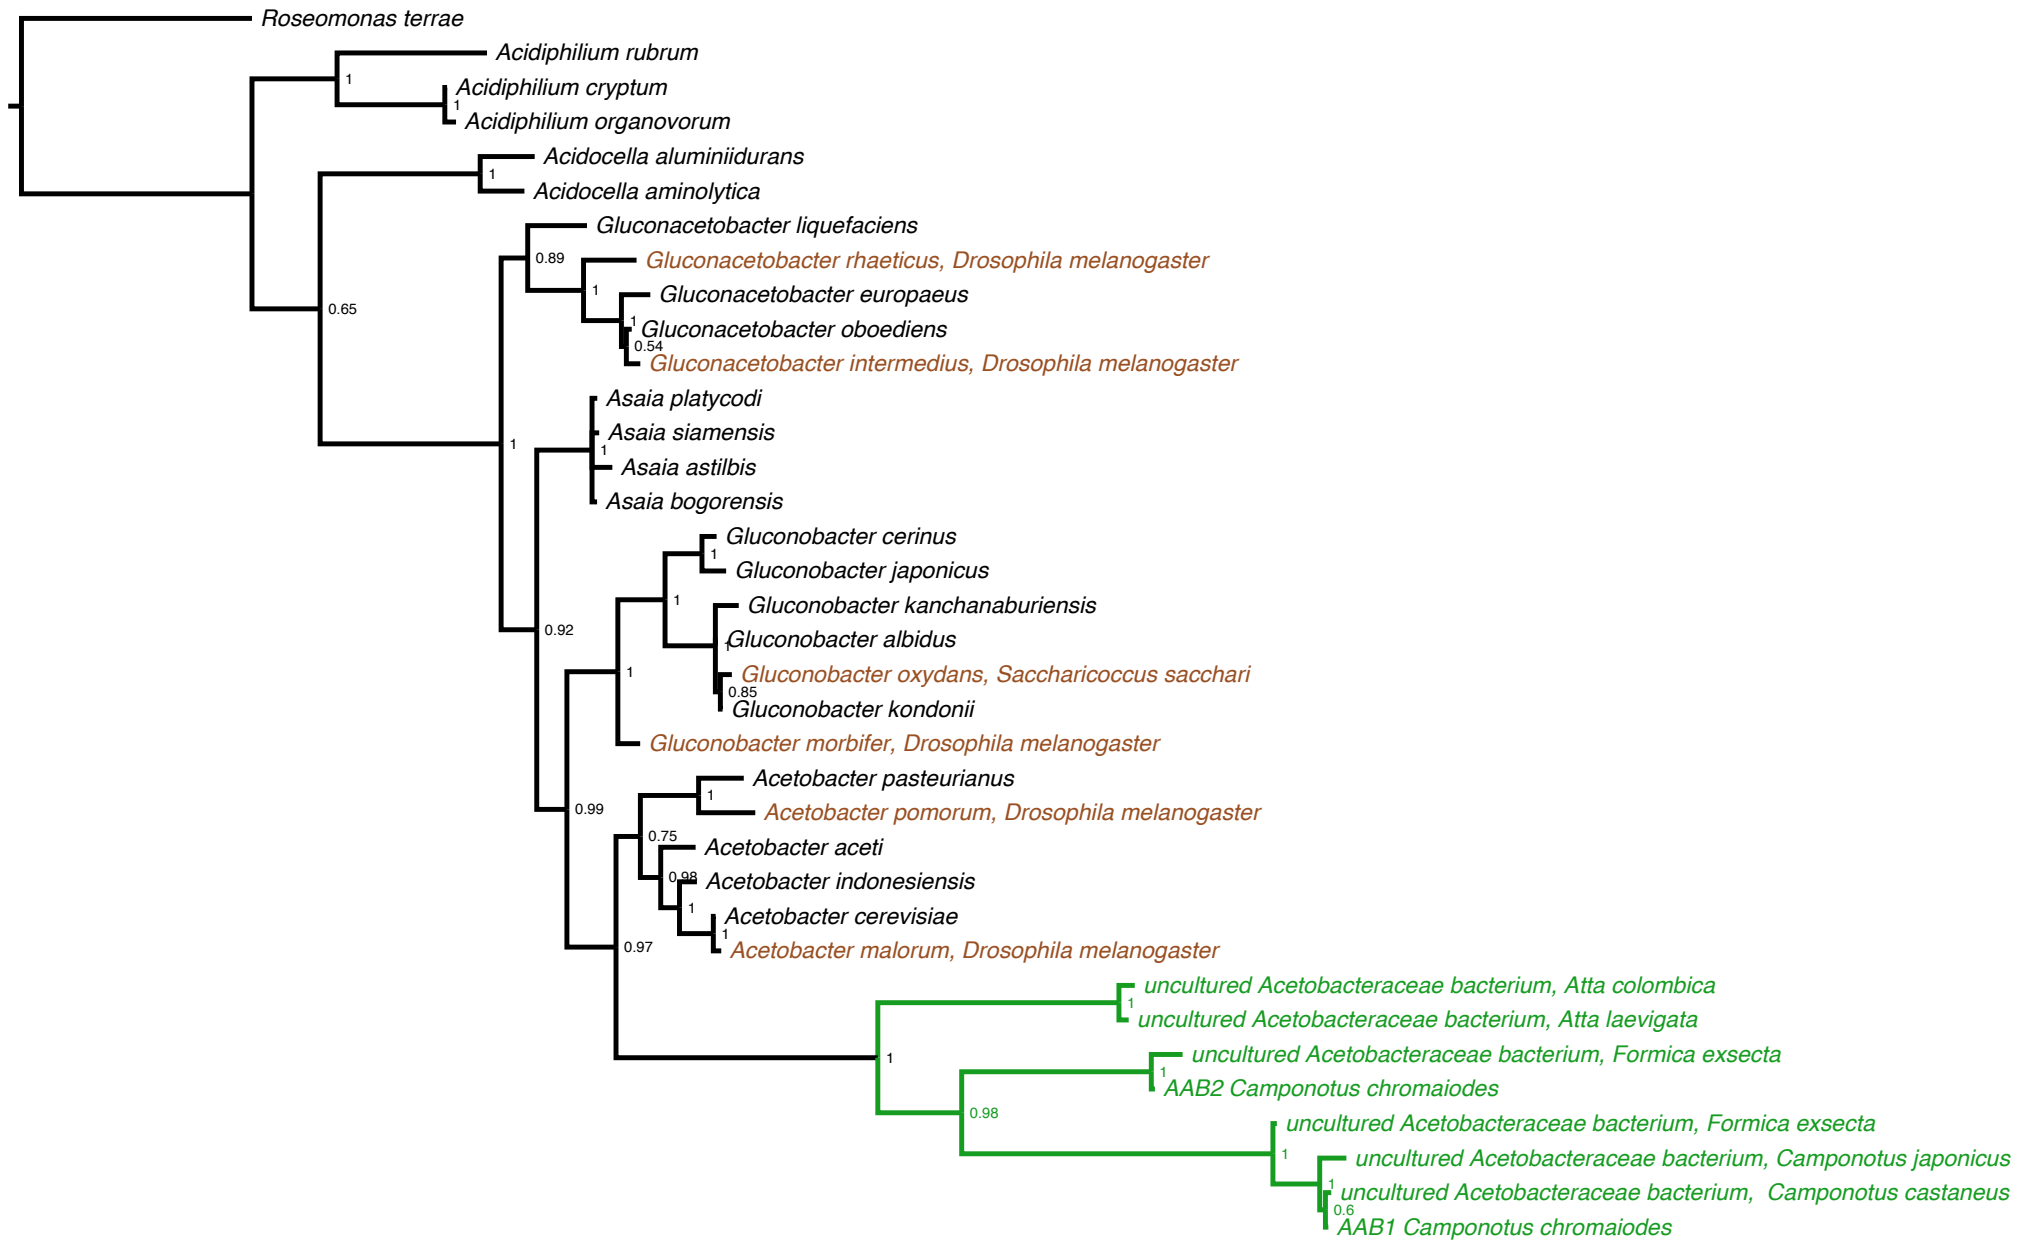 Roseomonas terrae
Acidiphilium rubrum
1
Acidiphilium cryptum
1
Acidiphilium organovorum
Acidocella aluminiidurans
1
Acidocella aminolytica
Gluconacetobacter liquefaciens
0.89
Gluconacetobacter rhaeticus, Drosophila melanogaster
1
Gluconacetobacter europaeus
0.65
1
Gluconacetobacter oboediens
0.54
Gluconacetobacter intermedius, Drosophila melanogaster
Asaia platycodi
Asaia siamensis
1
1
Asaia astilbis
Asaia bogorensis
Gluconobacter cerinus
1
Gluconobacter japonicus
1
Gluconobacter kanchanaburiensis
0.92
Gluconobacter albidus
1
1
Gluconobacter oxydans, Saccharicoccus sacchari
0.85
Gluconobacter kondonii
Gluconobacter morbifer, Drosophila melanogaster
Acetobacter pasteurianus
1
0.99
Acetobacter pomorum, Drosophila melanogaster
0.75
Acetobacter aceti
0.98
Acetobacter indonesiensis
1
Acetobacter cerevisiae
1
0.97
Acetobacter malorum, Drosophila melanogaster
uncultured Acetobacteraceae bacterium, Atta colombica
1
uncultured Acetobacteraceae bacterium, Atta laevigata
1
uncultured Acetobacteraceae bacterium, Formica exsecta
1
AAB2 Camponotus chromaiodes
0.98
uncultured Acetobacteraceae bacterium, Formica exsecta
1
uncultured Acetobacteraceae bacterium, Camponotus japonicus
1
uncultured Acetobacteraceae bacterium, Camponotus castaneus
0.6
AAB1 Camponotus chromaiodes